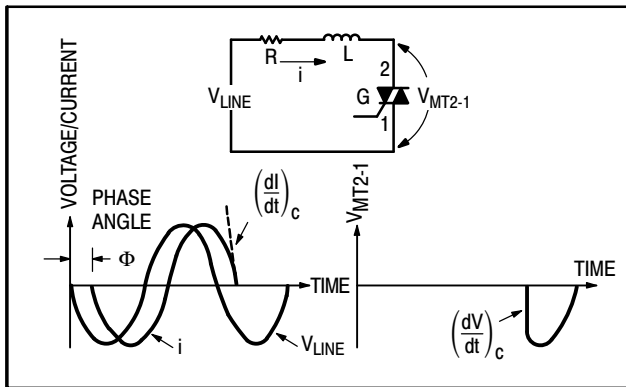 R
i
L
2
V_LINE
G
V_MT2-1
1
VOLTAGE/CURRENT
PHASE
ANGLE
Φ
(dI/dt)_c
TIME
i
V_LINE
V_MT2-1
TIME
(dV/dt)_c